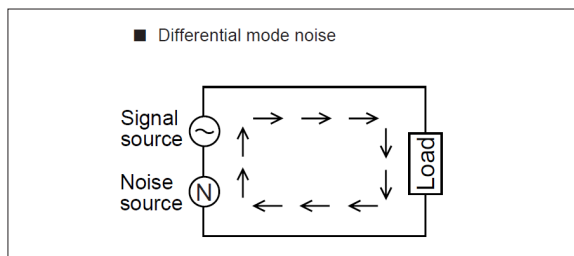 ■ Differential mode noise
Signal
source
~
Noise
source
N
Load